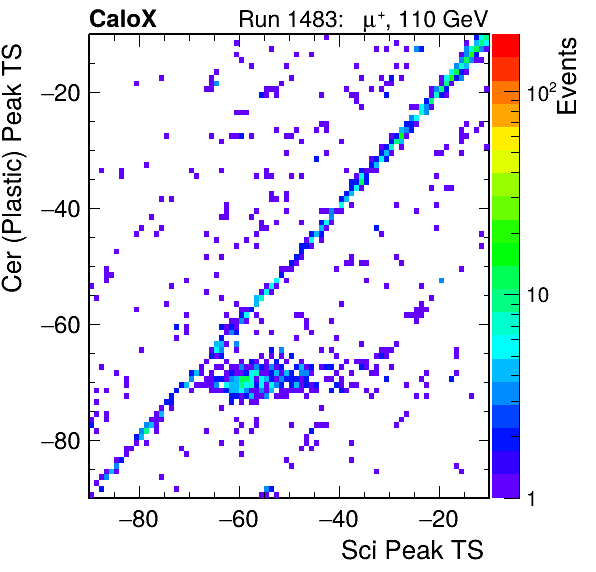 CaloX Run 1483: μ⁺, 110 GeV
Cer (Plastic) Peak TS
−20
−40
−60
−80
−80 −60 −40 −20
Sci Peak TS
Events
10²
10
1